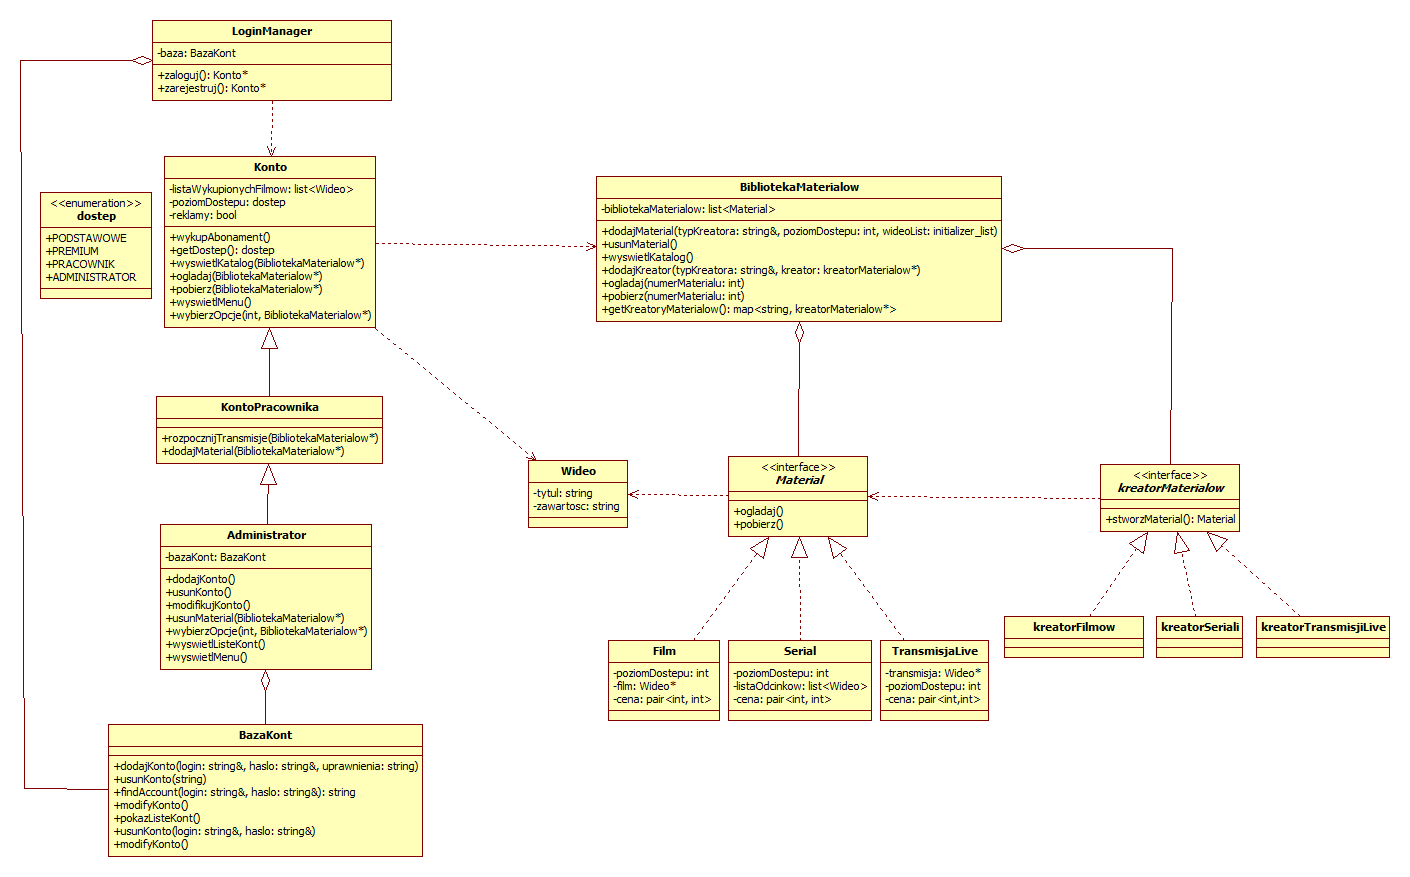 LoginManager
-baza: BazaKont
+zaloguj(): Konto*
+zarejestruj(): Konto*
<<enumeration>>
dostep
+PODSTAWOWE
+PREMIUM
+PRACOWNIK
+ADMINISTRATOR
Konto
-listaWykupionychFilmow: list<Wideo>
-poziomDostepu: dostep
-reklamy: bool
+wykupAbonament()
+getDostep(): dostep
+wyswietlKatalog(BibliotekaMaterialow*)
+ogladaj(BibliotekaMaterialow*)
+pobierz(BibliotekaMaterialow*)
+wyswietlMenu()
+wybierzOpcje(int, BibliotekaMaterialow*)
BibliotekaMaterialow
-bibliotekaMaterialow: list<Material>
+dodajMaterial(typKreatora: string&, poziomDostepu: int, wideoList: initializer_list)
+usunMaterial()
+wyswietlKatalog()
+dodajKreator(typKreatora: string&, kreator: kreatorMaterialow*)
+ogladaj(numerMaterialu: int)
+pobierz(numerMaterialu: int)
+getKreatoryMaterialow(): map<string, kreatorMaterialow*>
KontoPracownika
+rozpocznijTransmisje(BibliotekaMaterialow*)
+dodajMaterial(BibliotekaMaterialow*)
Wideo
-tytul: string
-zawartosc: string
<<interface>>
Material
+ogladaj()
+pobierz()
<<interface>>
kreatorMaterialow
+stworzMaterial(): Material
Administrator
-bazaKont: BazaKont
+dodajKonto()
+usunKonto()
+modifikujKonto()
+usunMaterial(BibliotekaMaterialow*)
+wybierzOpcje(int, BibliotekaMaterialow*)
+wyswietlListeKont()
+wyswietlMenu()
kreatorFilmow
kreatorSeriali
kreatorTransmisjiLive
Film
-poziomDostepu: int
-film: Wideo*
-cena: pair<int, int>
Serial
-poziomDostepu: int
-listaOdcinkow: list<Wideo>
-cena: pair<int, int>
TransmisjaLive
-transmisja: Wideo*
-poziomDostepu: int
-cena: pair<int,int>
BazaKont
+dodajKonto(login: string&, haslo: string&, uprawnienia: string)
+usunKonto(string)
+findAccount(login: string&, haslo: string&): string
+modifyKonto()
+pokazListeKont()
+usunKonto(login: string&, haslo: string&)
+modifyKonto()